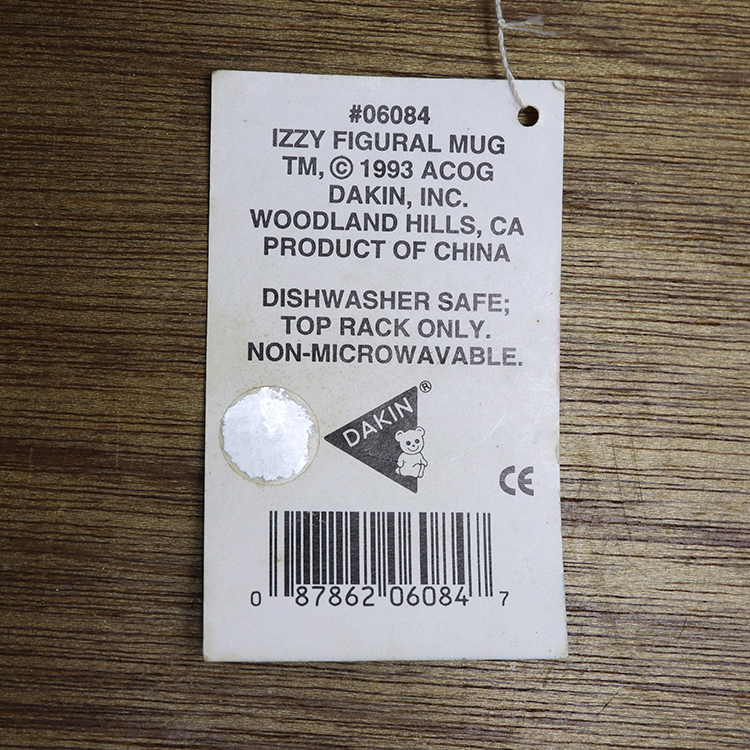 #06084
IZZY FIGURAL MUG
TM, © 1993 ACOG
DAKIN, INC.
WOODLAND HILLS, CA
PRODUCT OF CHINA
DISHWASHER SAFE;
TOP RACK ONLY.
NON-MICROWAVABLE.
DAKIN®
CE
0 87862 06084 7